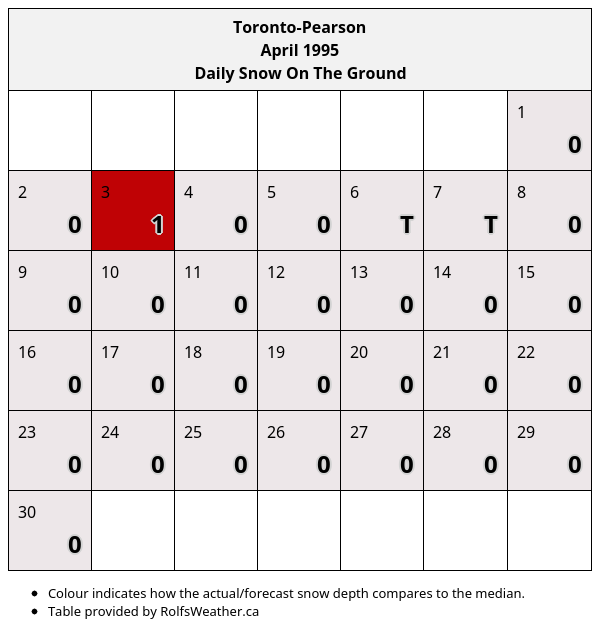 Toronto-Pearson
April 1995
Daily Snow On The Ground
1
0
2 3 4 5 6 7 8
0 1 0 0 T T 0
9 10 11 12 13 14 15
0 0 0 0 0 0 0
16 17 18 19 20 21 22
0 0 0 0 0 0 0
23 24 25 26 27 28 29
0 0 0 0 0 0 0
30
0
Colour indicates how the actual/forecast snow depth compares to the median.
Table provided by RolfsWeather.ca